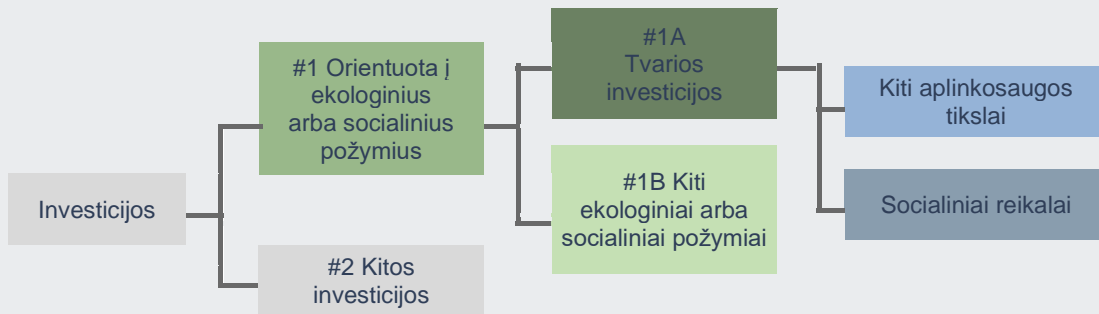 Investicijos
#1 Orientuota į
ekologinius
arba socialinius
požymius
#2 Kitos
investicijos
#1A
Tvarios
investicijos
#1B Kiti
ekologiniai arba
socialiniai požymiai
Kiti aplinkosaugos
tikslai
Socialiniai reikalai